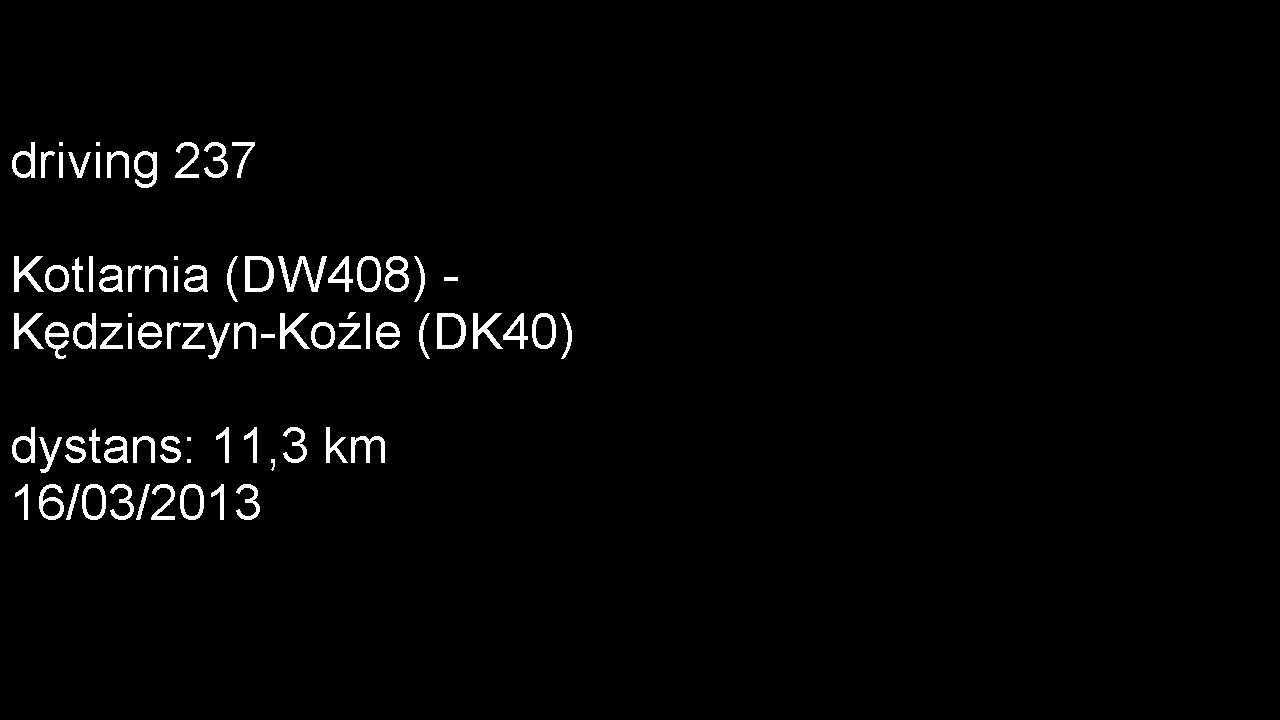 driving 237
Kotlarnia (DW408) -
Kędzierzyn-Koźle (DK40)
dystans: 11,3 km
16/03/2013